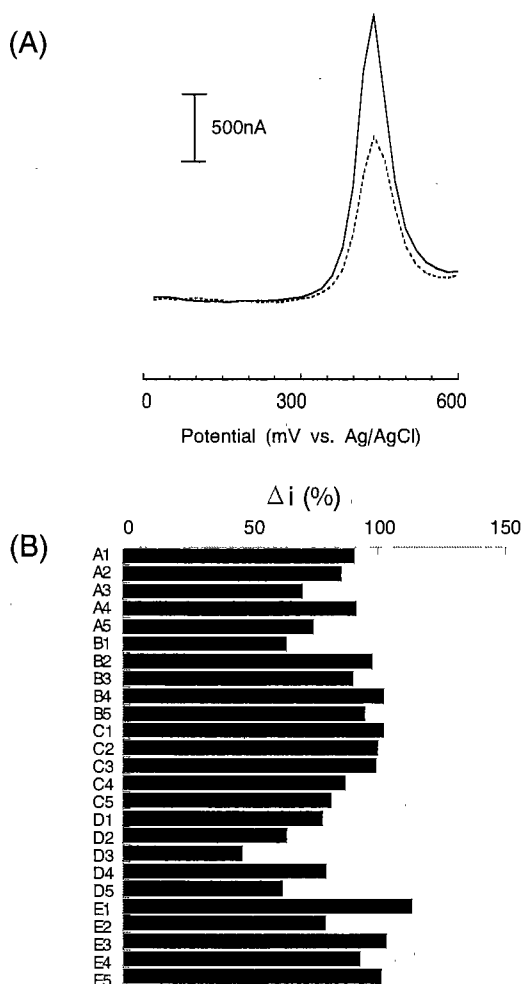 (A)
500nA
0 300 600
Potential (mV vs. Ag/AgCl)
Δi (%)
(B)
0 50 100 150
A1
A2
A3
A4
A5
B1
B2
B3
B4
B5
C1
C2
C3
C4
C5
D1
D2
D3
D4
D5
E1
E2
E3
E4
E5